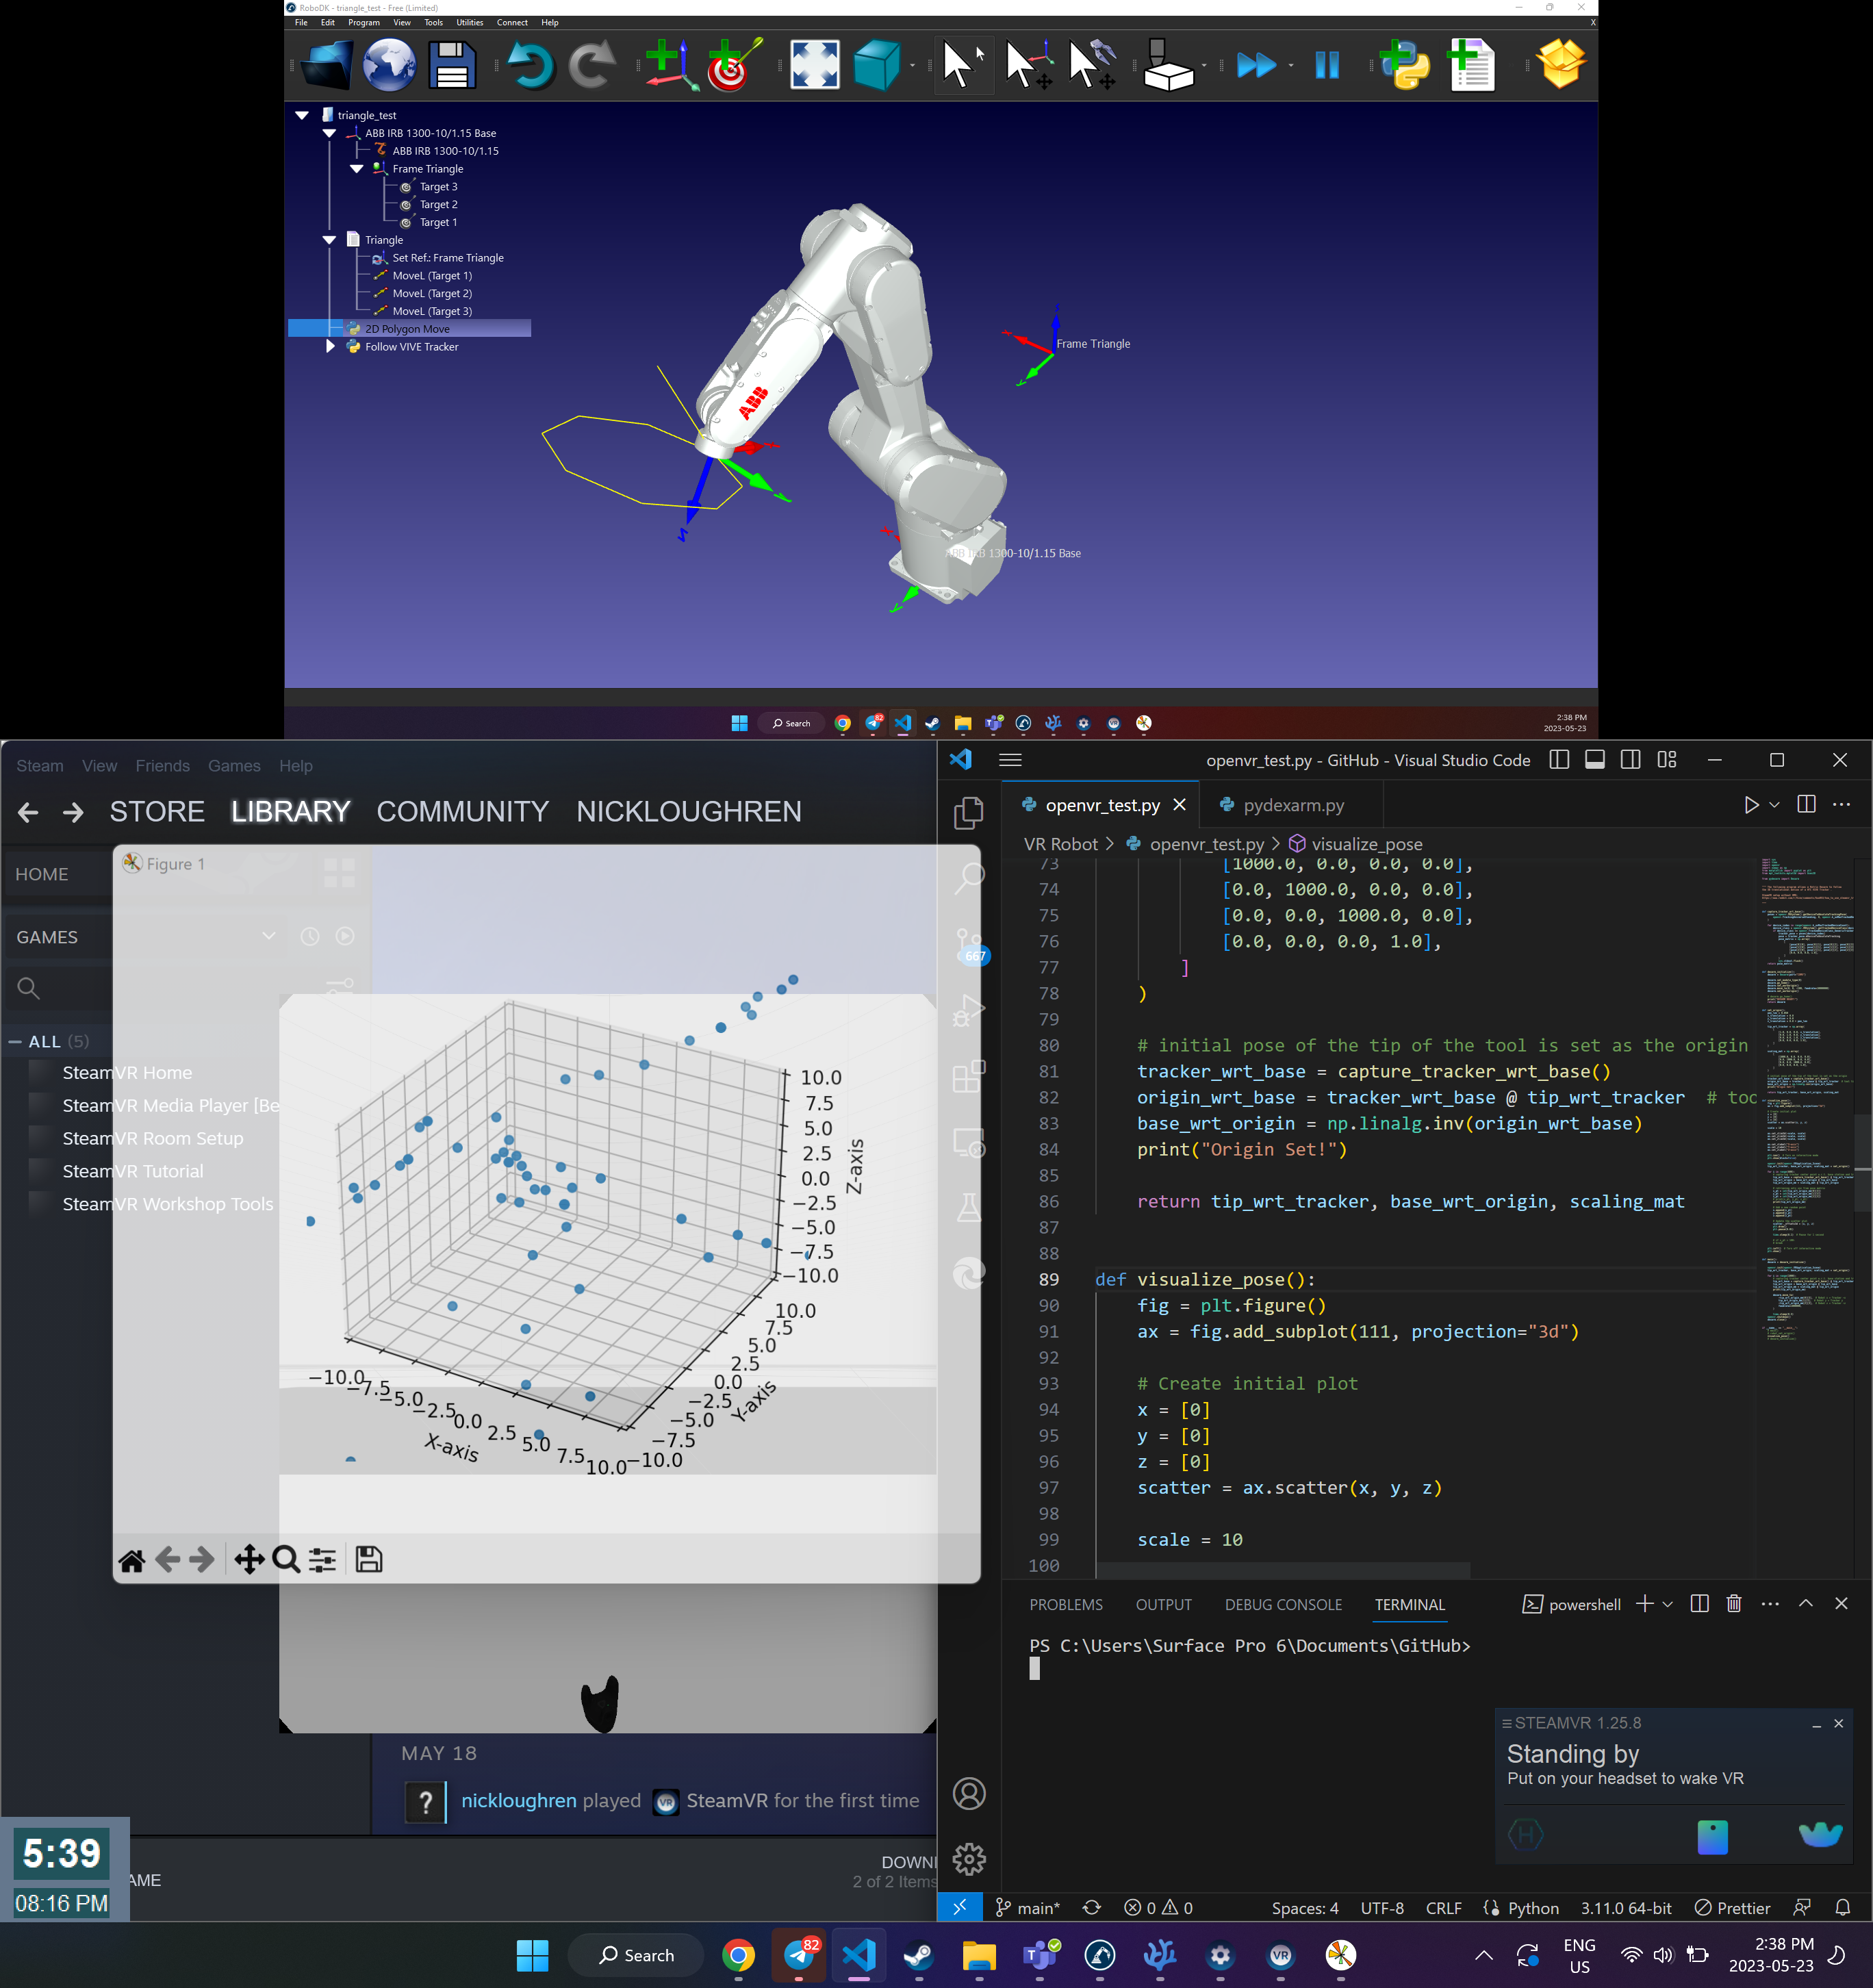 RoboDK - triangle_test - Free (Limited)
File Edit Program View Tools Utilities Connect Help
X
triangle_test
ABB IRB 1300-10/1.15 Base
ABB IRB 1300-10/1.15
Frame Triangle
Target 3
Target 2
Target 1
Triangle
Set Ref.: Frame Triangle
MoveL (Target 1)
MoveL (Target 2)
MoveL (Target 3)
2D Polygon Move
Follow VIVE Tracker
Frame Triangle
ABB
ABB IRB 1300-10/1.15 Base
Search
82
2:38 PM
2023-05-23
Steam View Friends Games Help
STORE LIBRARY COMMUNITY NICKLOUGHREN
Figure 1
HOME
GAMES
ALL (5)
SteamVR Home
SteamVR Media Player [Be
SteamVR Room Setup
SteamVR Tutorial
SteamVR Workshop Tools
10.0
7.5
5.0
2.5
0.0
−2.5
−5.0
−7.5
−10.0
Z-axis
10.0
7.5
5.0
2.5
0.0
−2.5
−5.0
−7.5
−10.0
Y-axis
−10.0
−7.5
−5.0
−2.5
0.0
2.5
5.0
7.5
10.0
X-axis
MAY 18
? nickloughren played VR SteamVR for the first time
5:39
08:16 PM
AME
DOWN
2 of 2 Items
openvr_test.py - GitHub - Visual Studio Code
openvr_test.py pydexarm.py
VR Robot > openvr_test.py > visualize_pose
667
73 [1000.0, 0.0, 0.0, 0.0],
74 [0.0, 1000.0, 0.0, 0.0],
75 [0.0, 0.0, 1000.0, 0.0],
76 [0.0, 0.0, 0.0, 1.0],
77 ]
78 )
79
80 # initial pose of the tip of the tool is set as the origin
81 tracker_wrt_base = capture_tracker_wrt_base()
82 origin_wrt_base = tracker_wrt_base @ tip_wrt_tracker # too
83 base_wrt_origin = np.linalg.inv(origin_wrt_base)
84 print("Origin Set!")
85
86 return tip_wrt_tracker, base_wrt_origin, scaling_mat
87
88
89 def visualize_pose():
90 fig = plt.figure()
91 ax = fig.add_subplot(111, projection="3d")
92
93 # Create initial plot
94 x = [0]
95 y = [0]
96 z = [0]
97 scatter = ax.scatter(x, y, z)
98
99 scale = 10
100
PROBLEMS OUTPUT DEBUG CONSOLE TERMINAL powershell
PS C:\Users\Surface Pro 6\Documents\GitHub>
STEAMVR 1.25.8
Standing by
Put on your headset to wake VR
main* 0 0 Spaces: 4 UTF-8 CRLF Python 3.11.0 64-bit Prettier
Search
82
VR
ENG
US
2:38 PM
2023-05-23